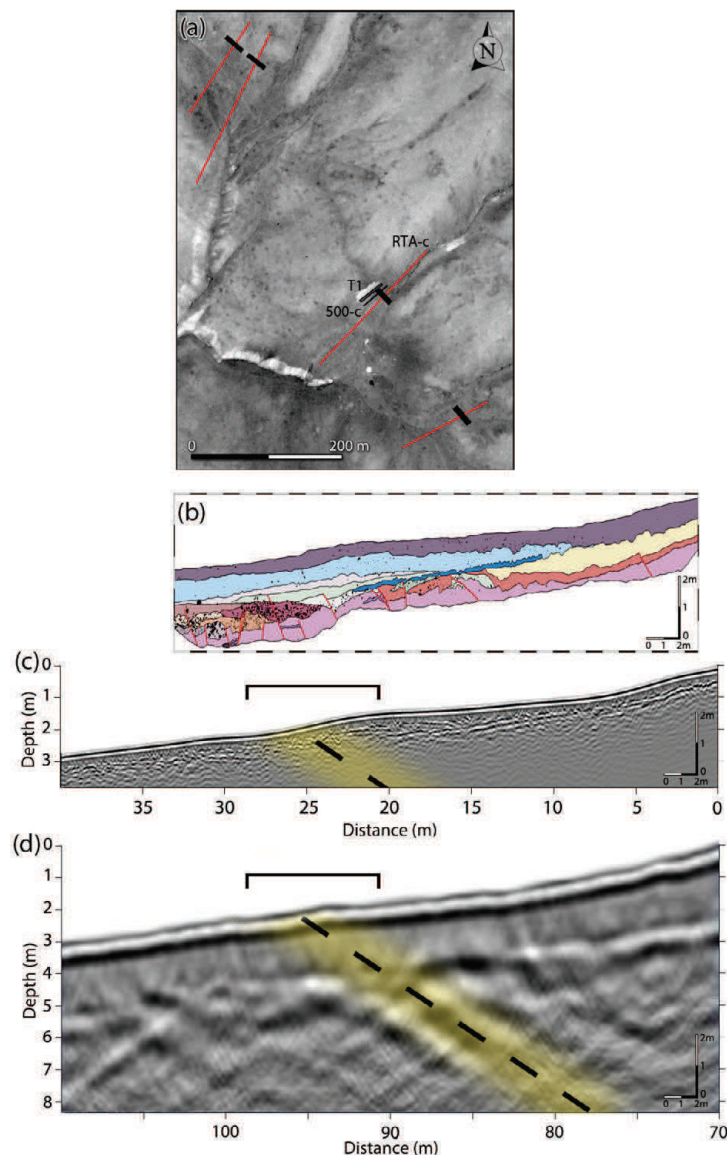 (a)
N
RTA-c
T1
500-c
0 200 m
(b)
2m
1
0
0 1 2m
(c)
0
1
2
3
Depth (m)
2m
1
0
0 1 2m
35 30 25 20 15 10 5 0
Distance (m)
(d)
0
1
2
3
4
5
6
7
8
Depth (m)
2m
1
0
0 1 2m
100 90 80 70
Distance (m)